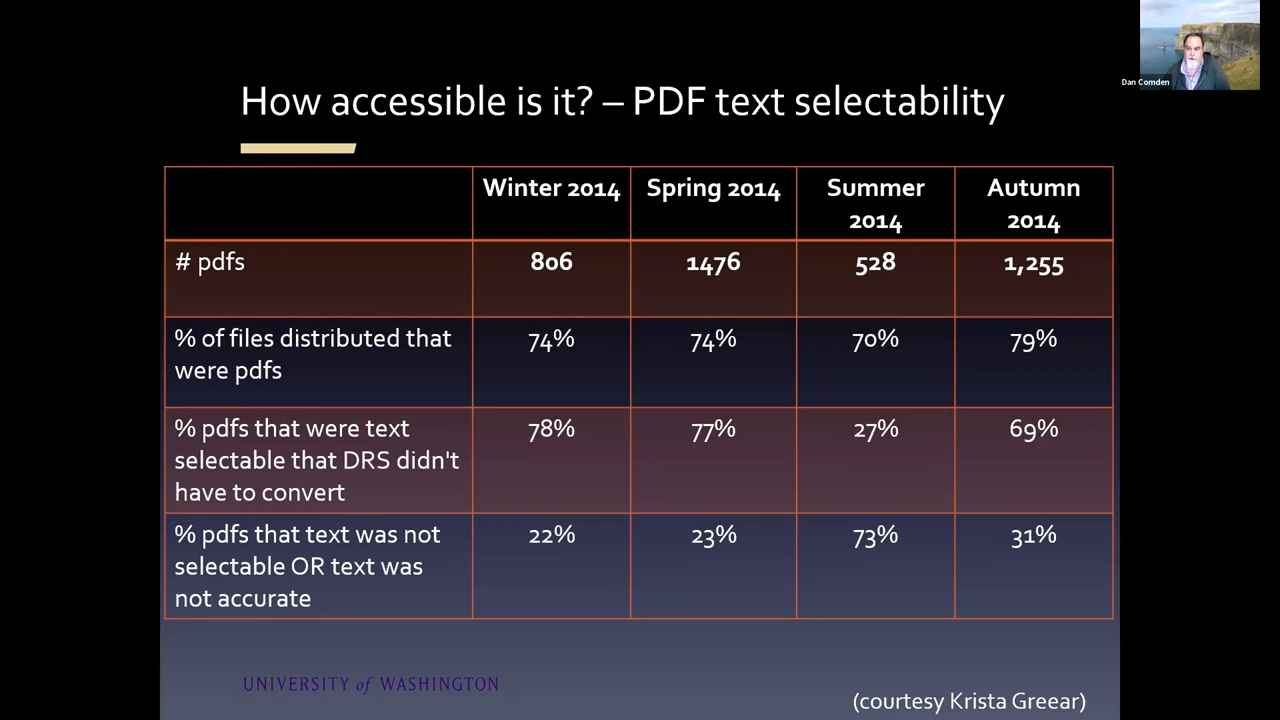 Dan Comden
How accessible is it? – PDF text selectability
Winter 2014 Spring 2014 Summer 2014 Autumn 2014
# pdfs 806 1476 528 1,255
% of files distributed that were pdfs 74% 74% 70% 79%
% pdfs that were text selectable that DRS didn't have to convert 78% 77% 27% 69%
% pdfs that text was not selectable OR text was not accurate 22% 23% 73% 31%
UNIVERSITY of WASHINGTON
(courtesy Krista Greear)